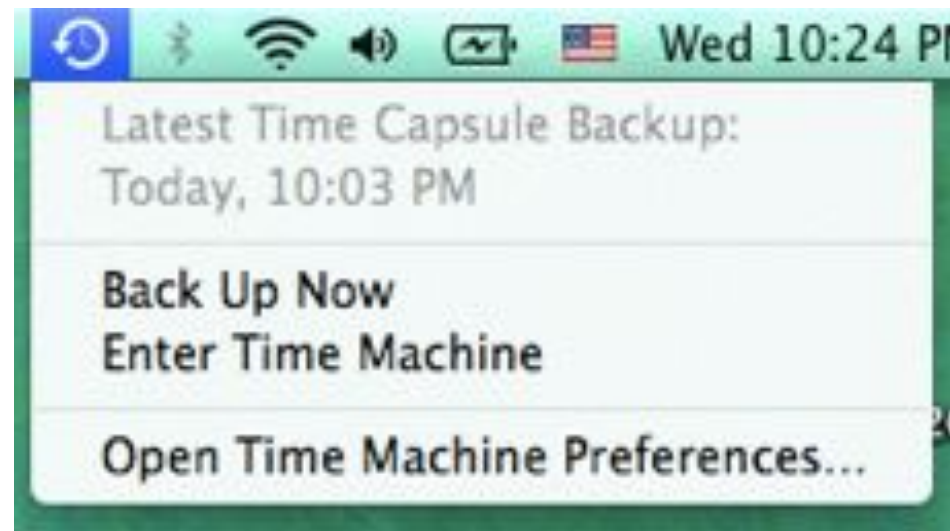 Wed 10:24 PM
Latest Time Capsule Backup:
Today, 10:03 PM
Back Up Now
Enter Time Machine
Open Time Machine Preferences...